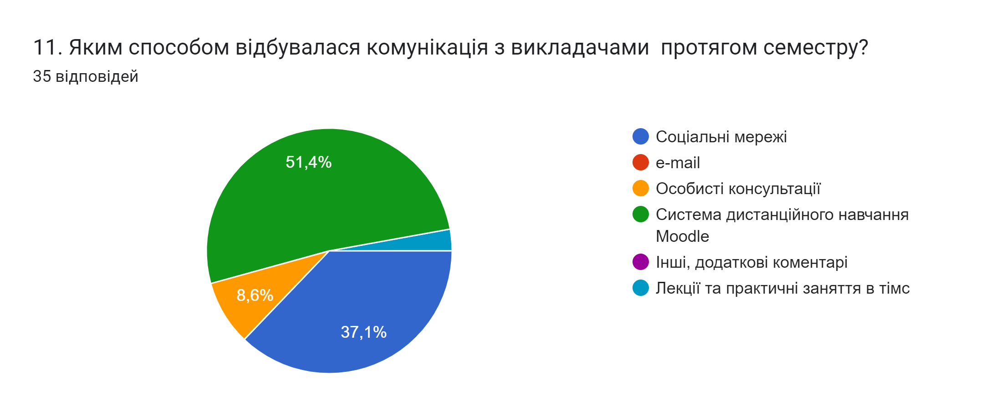 11. Яким способом відбувалася комунікація з викладачами  протягом семестру?
35 відповідей
51,4%
8,6%
37,1%
Соціальні мережі
e-mail
Особисті консультації
Система дистанційного навчання
Moodle
Інші, додаткові коментарі
Лекції та практичні заняття в тімс